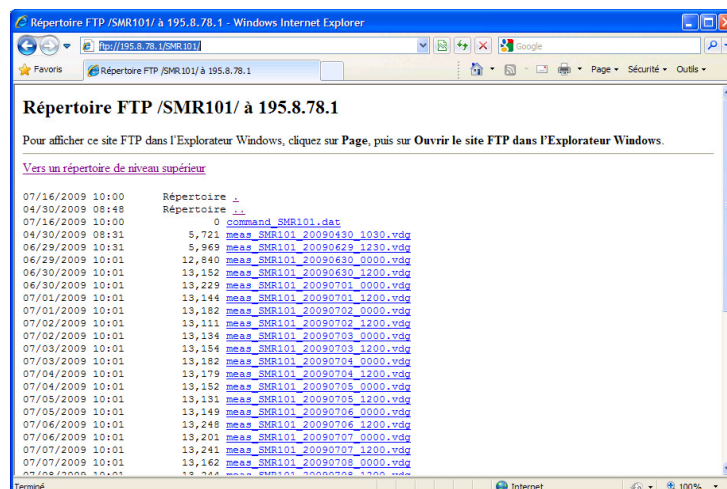 Répertoire FTP /SMR101/ à 195.8.78.1 - Windows Internet Explorer
ftp://195.8.78.1/SMR101/
Google
Favoris
Répertoire FTP /SMR101/ à 195.8.78.1
Page
Sécurité
Outils
Répertoire FTP /SMR101/ à 195.8.78.1
Pour afficher ce site FTP dans l'Explorateur Windows, cliquez sur Page, puis sur Ouvrir le site FTP dans l'Explorateur Windows.
Vers un répertoire de niveau supérieur
07/16/2009 10:00 Répertoire .
04/30/2009 08:48 Répertoire ..
07/16/2009 10:00 0 command_SMR101.dat
04/30/2009 08:31 5,721 meas_SMR101_20090430_1030.vdg
06/29/2009 10:31 5,969 meas_SMR101_20090629_1230.vdg
06/29/2009 10:01 12,840 meas_SMR101_20090630_0000.vdg
06/30/2009 10:01 13,152 meas_SMR101_20090630_1200.vdg
06/30/2009 10:01 13,229 meas_SMR101_20090701_0000.vdg
07/01/2009 10:01 13,144 meas_SMR101_20090701_1200.vdg
07/01/2009 10:01 13,182 meas_SMR101_20090702_0000.vdg
07/02/2009 10:01 13,111 meas_SMR101_20090702_1200.vdg
07/02/2009 10:01 13,134 meas_SMR101_20090703_0000.vdg
07/03/2009 10:01 13,154 meas_SMR101_20090703_1200.vdg
07/03/2009 10:01 13,182 meas_SMR101_20090704_0000.vdg
07/04/2009 10:01 13,179 meas_SMR101_20090704_1200.vdg
07/04/2009 10:01 13,152 meas_SMR101_20090705_0000.vdg
07/05/2009 10:01 13,131 meas_SMR101_20090705_1200.vdg
07/05/2009 10:01 13,149 meas_SMR101_20090706_0000.vdg
07/06/2009 10:01 13,248 meas_SMR101_20090706_1200.vdg
07/06/2009 10:01 13,201 meas_SMR101_20090707_0000.vdg
07/07/2009 10:01 13,241 meas_SMR101_20090707_1200.vdg
07/07/2009 10:01 13,162 meas_SMR101_20090708_0000.vdg
07/08/2009 10:01 13,244 meas_SMR101_20090708_1200.vdg
Terminé
Internet
100%